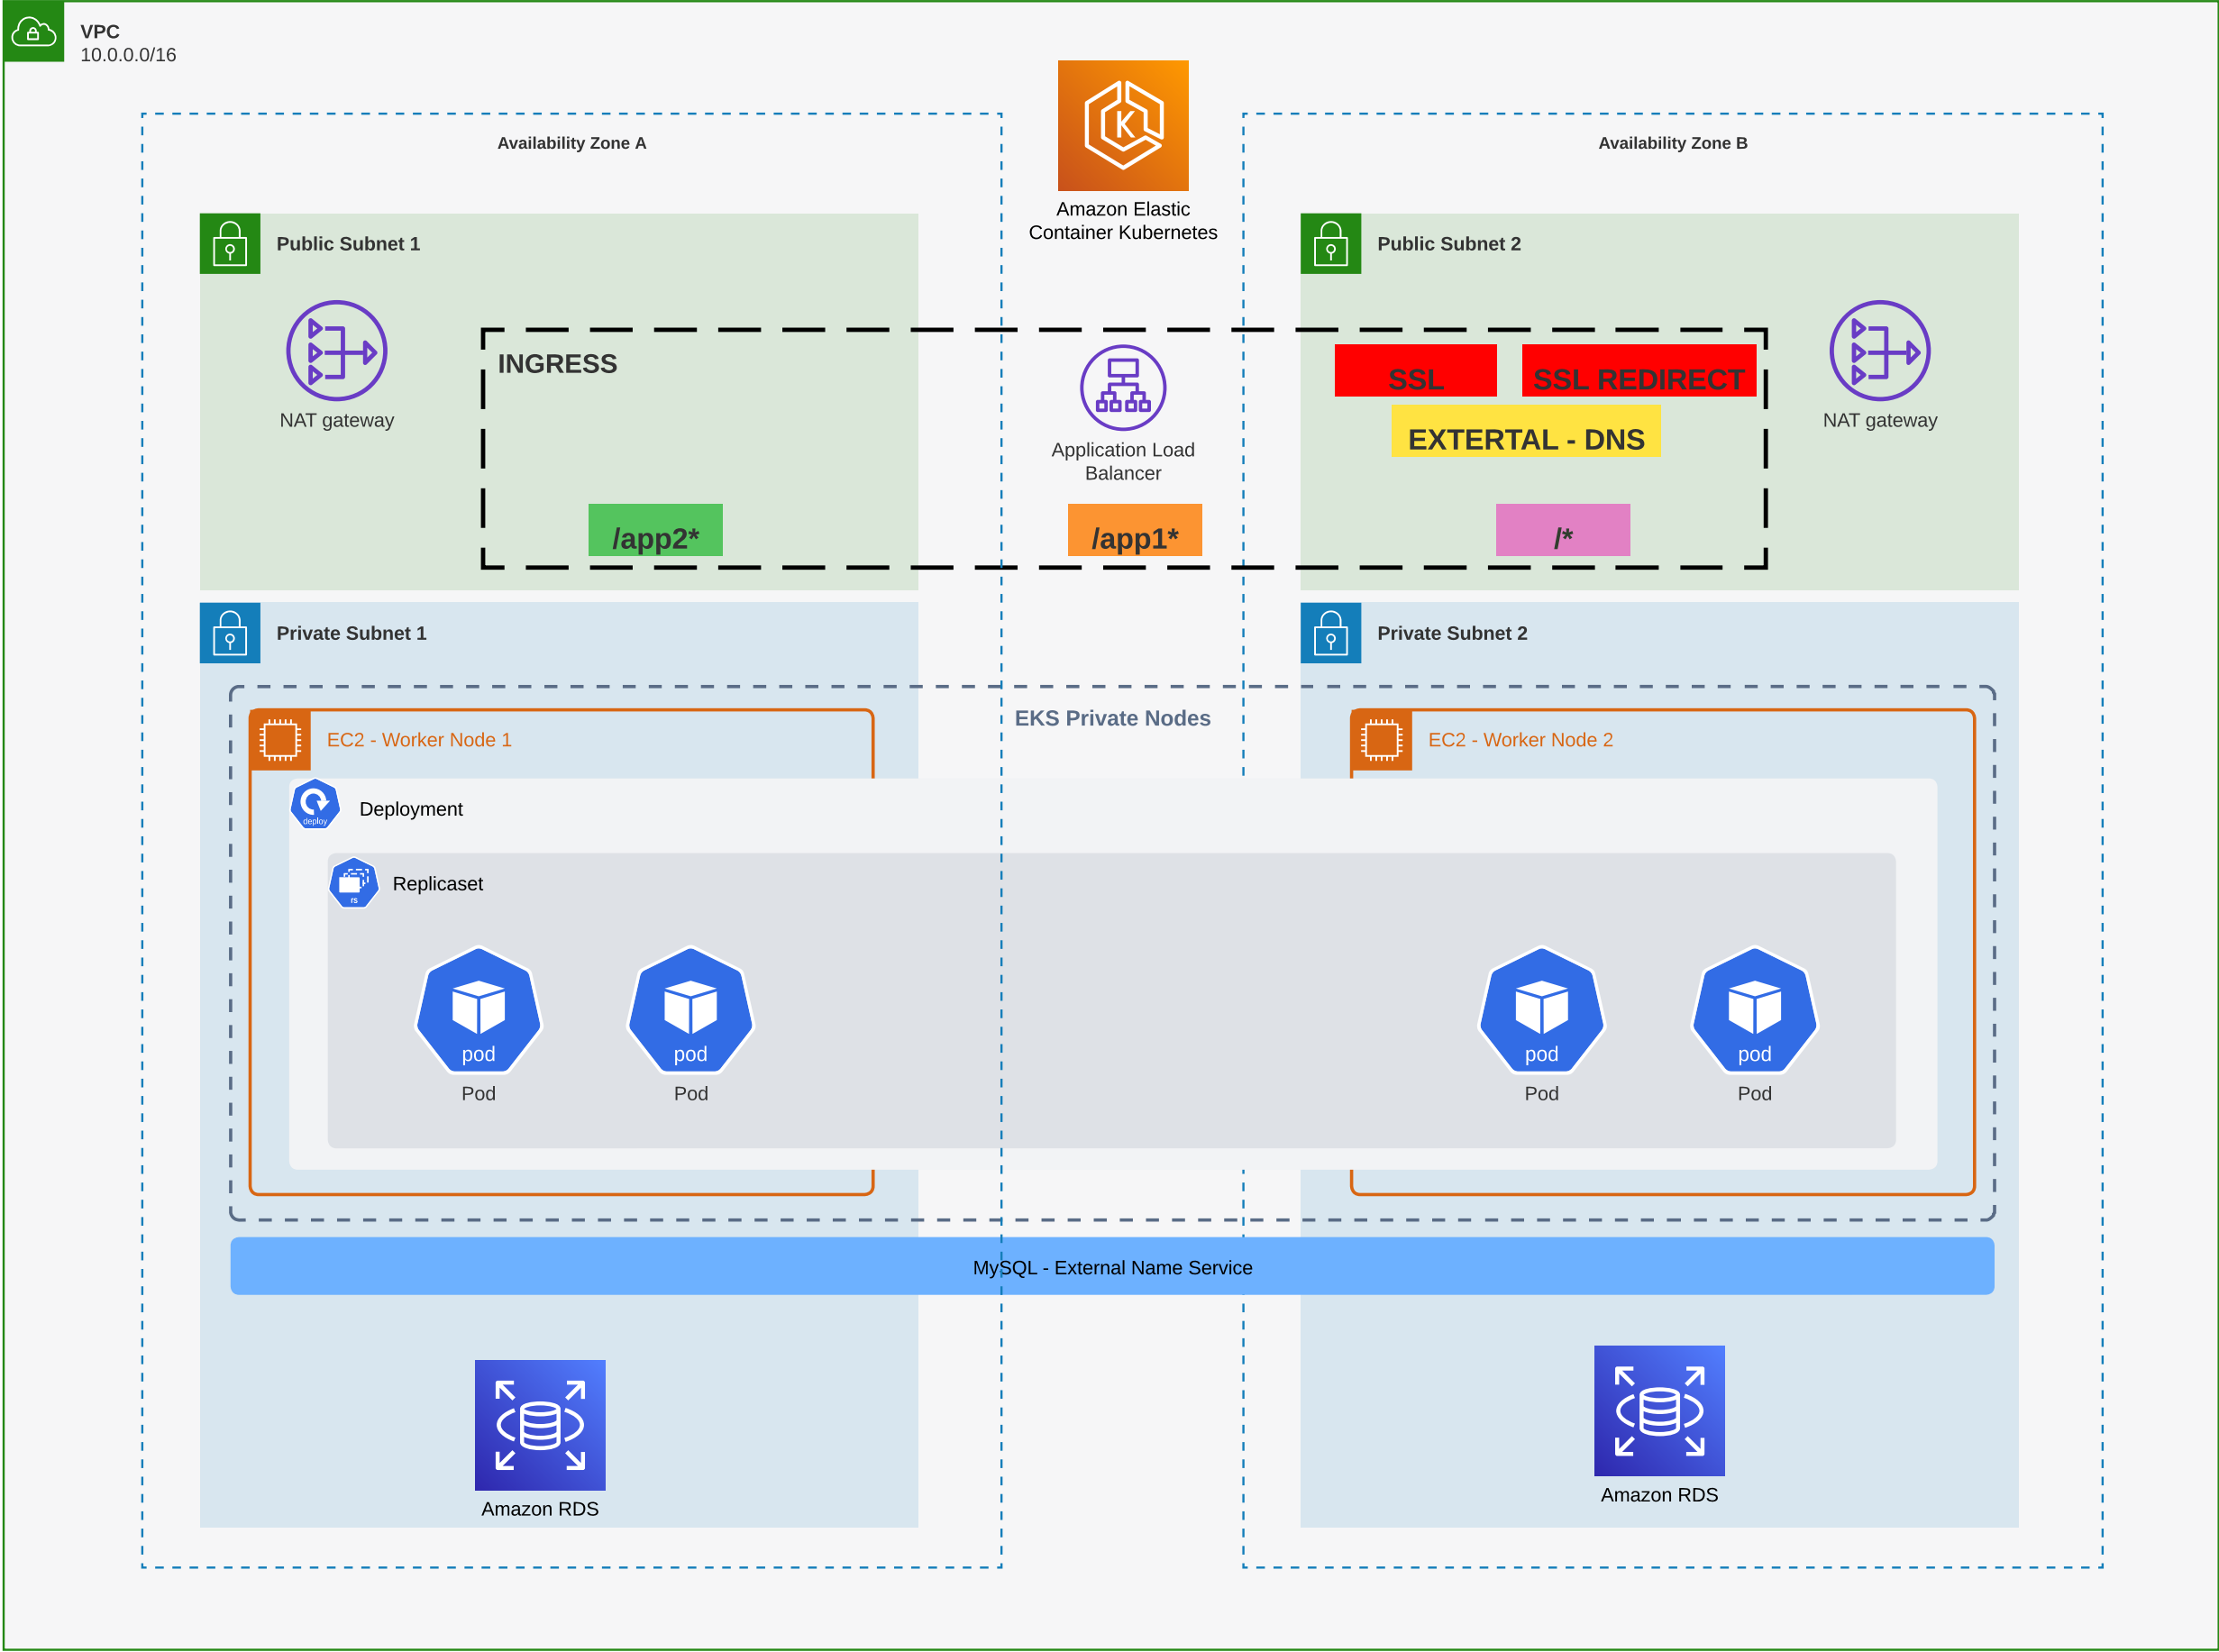 VPC
10.0.0.0/16
Amazon Elastic
Container Kubernetes
Availability Zone A
Availability Zone B
Public Subnet 1
Public Subnet 2
NAT gateway
INGRESS
Application Load
Balancer
SSL
SSL REDIRECT
EXTERTAL - DNS
NAT gateway
/app2*
/app1*
/*
Private Subnet 1
Private Subnet 2
EKS Private Nodes
EC2 - Worker Node 1
EC2 - Worker Node 2
deploy
Deployment
rs
Replicaset
pod
Pod
pod
Pod
pod
Pod
pod
Pod
MySQL - External Name Service
Amazon RDS
Amazon RDS